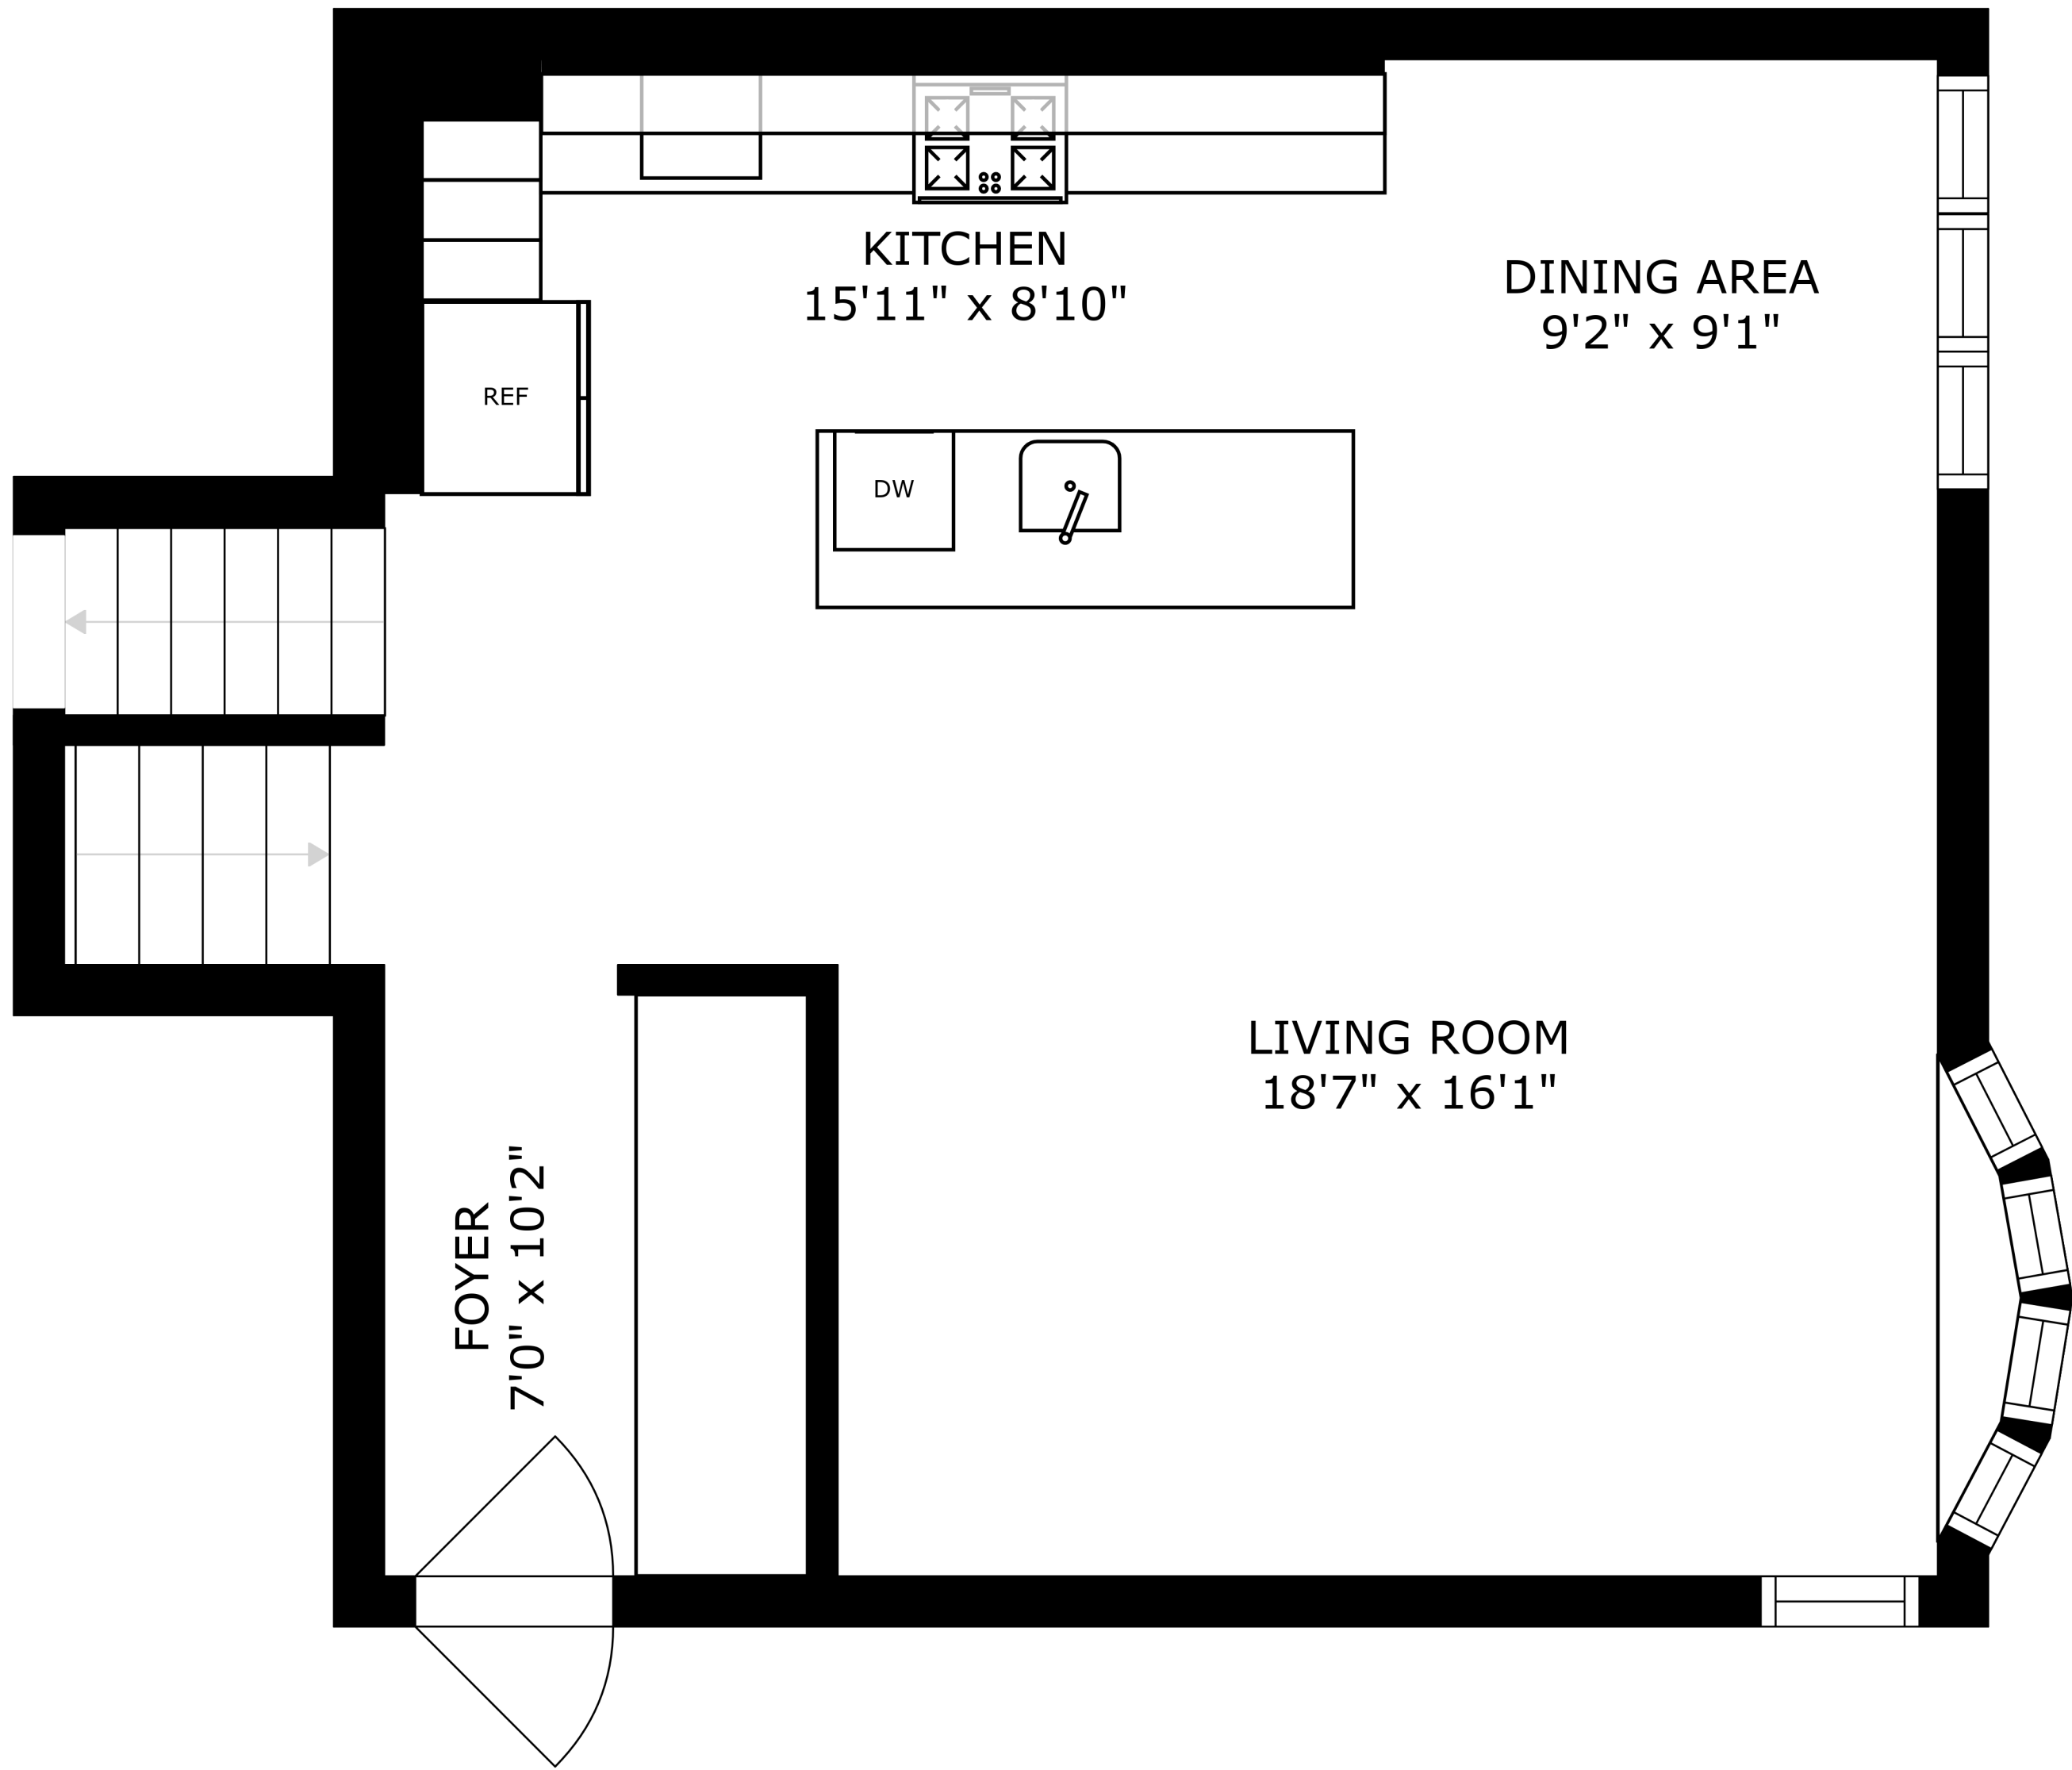 KITCHEN
15'11" x 8'10"
DINING AREA
9'2" x 9'1"
REF
DW
LIVING ROOM
18'7" x 16'1"
FOYER
7'0" x 10'2"